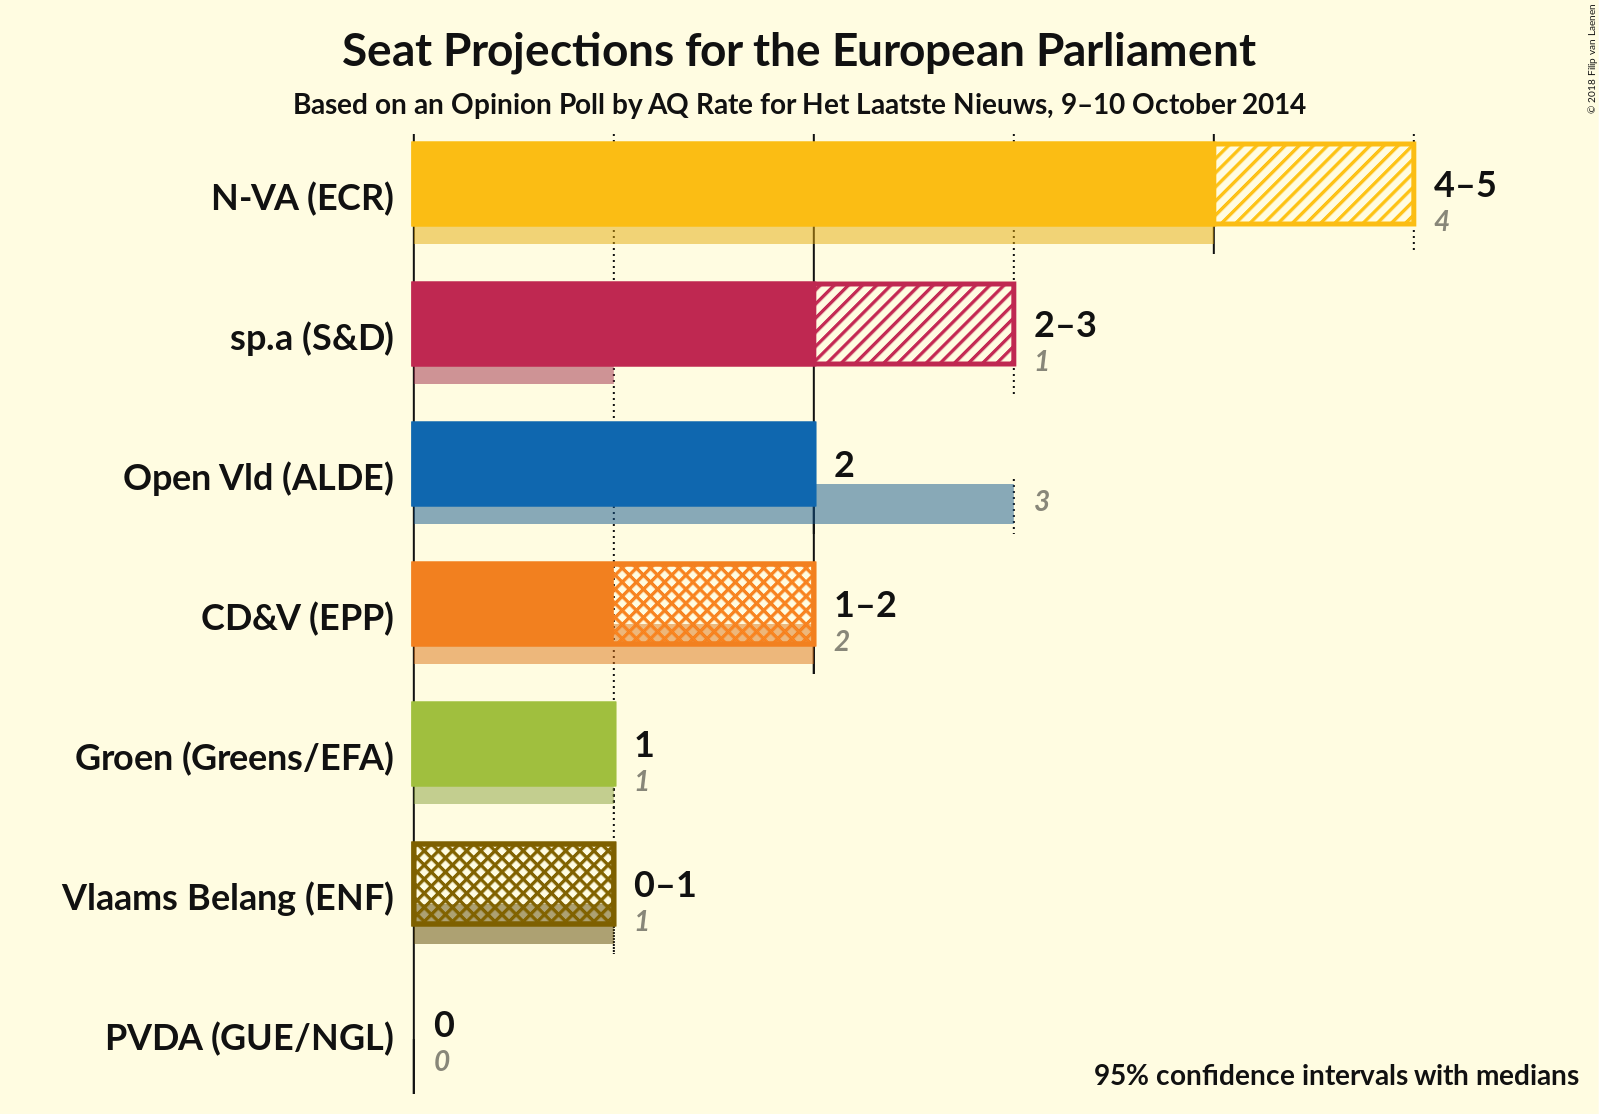 Seat Projections for the European Parliament
Based on an Opinion Poll by AQ Rate for Het Laatste Nieuws, 9–10 October 2014
© 2018 Filip van Laenen
N-VA (ECR)
4–5
4
sp.a (S&D)
2–3
1
Open Vld (ALDE)
2
3
CD&V (EPP)
1–2
2
Groen (Greens/EFA)
1
1
Vlaams Belang (ENF)
0–1
1
PVDA (GUE/NGL)
0
0
95% confidence intervals with medians